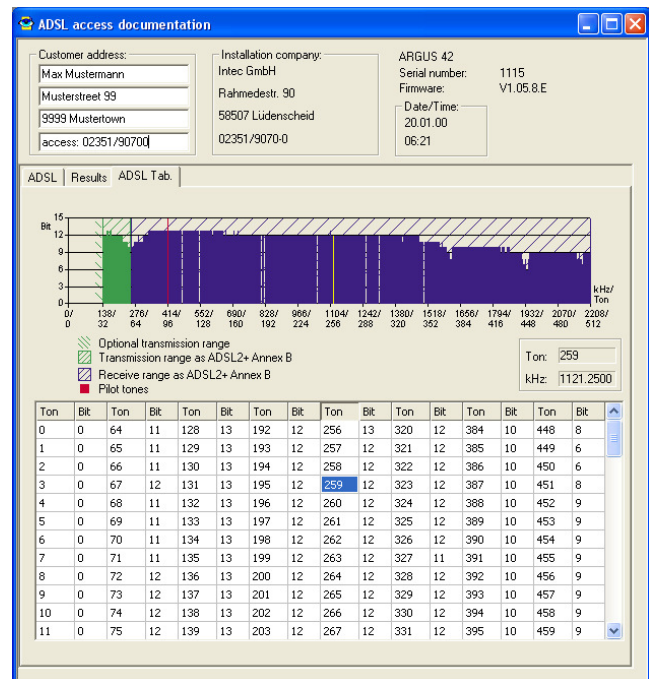 ADSL access documentation
Customer address:
Max Mustermann
Musterstreet 99
9999 Mustertown
access: 02351/90700
Installation company:
Intec GmbH
Rahmedestr. 90
58507 Lüdenscheid
02351/9070-0
ARGUS 42
Serial number: 1115
Firmware: V1.05.8.E
Date/Time:
20.01.00
06:21
ADSL Results ADSL Tab.
Bit
15
12
9
6
3
0
kHz/
Ton
0/ 138/ 276/ 414/ 552/ 690/ 828/ 966/ 1104/ 1242/ 1380/ 1518/ 1656/ 1794/ 1932/ 2070/ 2208/
0 32 64 96 128 160 192 224 256 288 320 352 384 416 448 480 512
Optional transmission range
Transmission range as ADSL2+ Annex B
Receive range as ADSL2+ Annex B
Pilot tones
Ton: 259
kHz: 1121.2500
Ton Bit Ton Bit Ton Bit Ton Bit Ton Bit Ton Bit Ton Bit Ton Bit
0 0 64 11 128 13 192 12 256 13 320 12 384 10 448 8
1 0 65 11 129 13 193 12 257 12 321 12 385 10 449 6
2 0 66 11 130 13 194 12 258 12 322 12 386 10 450 6
3 0 67 12 131 13 195 12 259 12 323 12 387 10 451 8
4 0 68 11 132 13 196 12 260 12 324 12 388 10 452 9
5 0 69 11 133 13 197 12 261 12 325 12 389 10 453 9
6 0 70 11 134 13 198 12 262 12 326 12 390 10 454 9
7 0 71 11 135 13 199 12 263 12 327 11 391 10 455 9
8 0 72 12 136 13 200 12 264 12 328 12 392 10 456 9
9 0 73 12 137 13 201 12 265 12 329 12 393 10 457 9
10 0 74 12 138 13 202 12 266 12 330 12 394 10 458 9
11 0 75 12 139 13 203 12 267 12 331 12 395 10 459 9